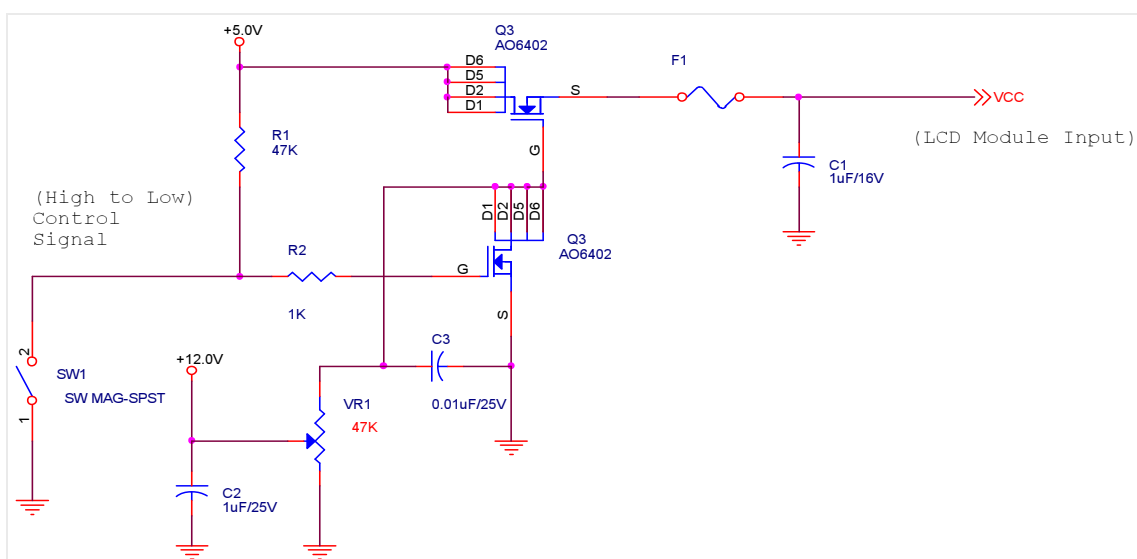 +5.0V
Q3
AO6402
D6
D5
D2
D1
S
G
F1
VCC
(LCD Module Input)
R1
47K
C1
1uF/16V
(High to Low)
Control
Signal
D1
D2
D5
D6
Q3
AO6402
R2
1K
G
S
2
1
SW1
SW MAG-SPST
+12.0V
C3
0.01uF/25V
VR1
47K
C2
1uF/25V